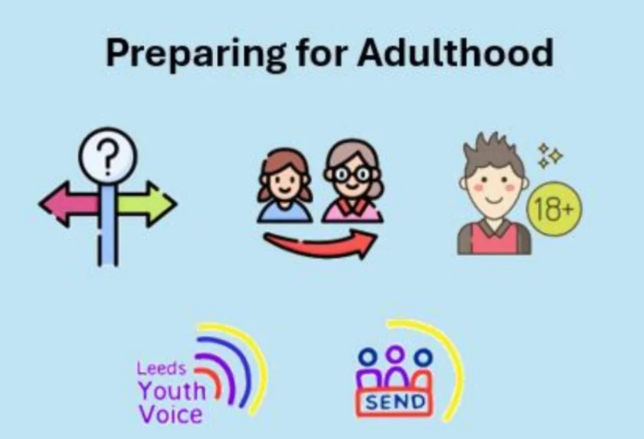 Preparing for Adulthood
?
18+
Leeds
Youth
Voice
SEND